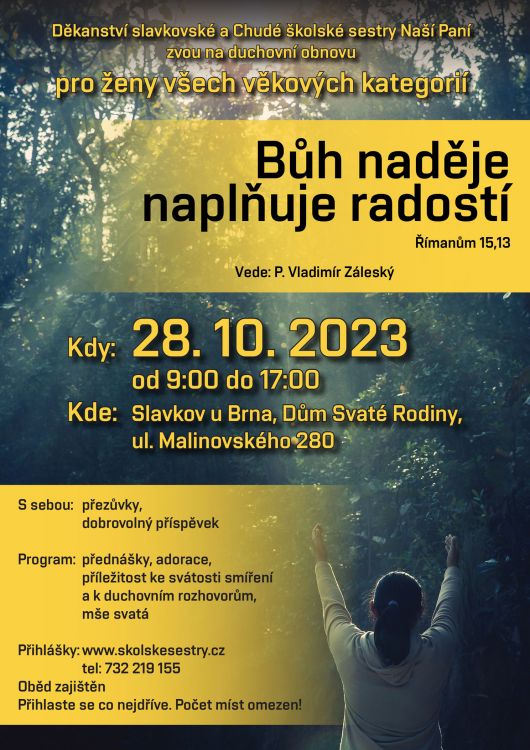 Děkanství slavkovské a Chudé školské sestry Naší Paní
zvou na duchovní obnovu
pro ženy všech věkových kategorií
Bůh naděje
naplňuje radostí
Římanům 15,13
Vede: P. Vladimír Záleský
Kdy: 28. 10. 2023
od 9:00 do 17:00
Kde: Slavkov u Brna, Dům Svaté Rodiny,
ul. Malinovského 280
S sebou: přezůvky,
dobrovolný příspěvek
Program: přednášky, adorace,
příležitost ke svátosti smíření
a k duchovním rozhovorům,
mše svatá
Přihlášky: www.skolskesestry.cz
tel: 732 219 155
Oběd zajištěn
Přihlaste se co nejdříve. Počet míst omezen!